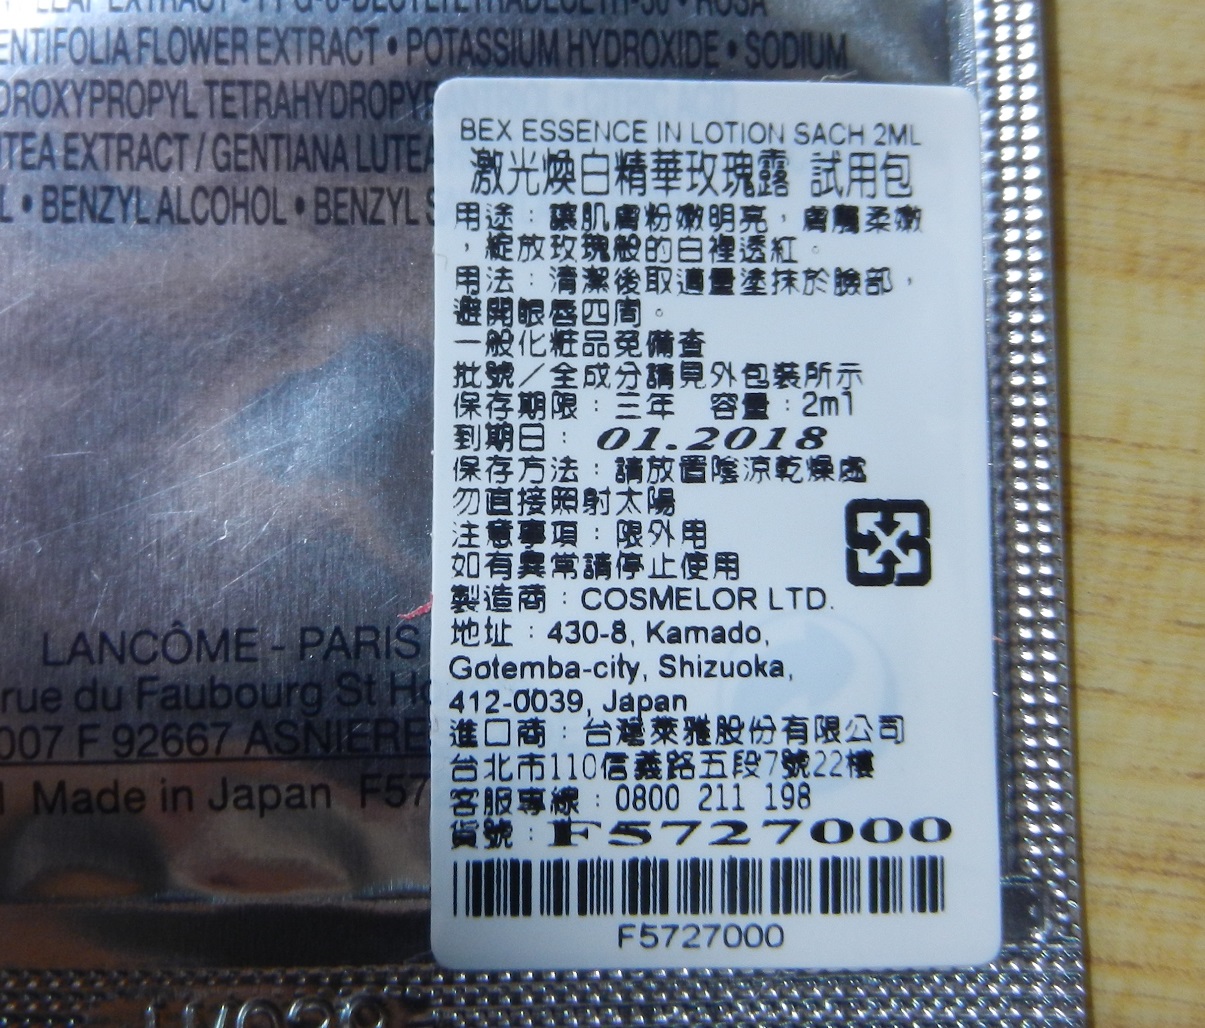 LEAF EXTRACT • PPG-6-DECYLTETRADECETH-30 • ROSA
ENTIFOLIA FLOWER EXTRACT • POTASSIUM HYDROXIDE • SODIUM
DROXYPROPYL TETRAHYDROPY
TEA EXTRACT / GENTIANA LUTEA
L • BENZYL ALCOHOL • BENZYL S
BEX ESSENCE IN LOTION SACH 2ML
激光煥白精華玫瑰露 試用包
用途：讓肌膚粉嫩明亮，膚觸柔嫩
，綻放玫瑰般的白裡透紅。
用法：清潔後取適量塗抹於臉部，
避開眼唇四周。
一般化粧品免備查
批號／全成分請見外包裝所示
保存期限：三年 容量：2ml
到期日：01.2018
保存方法：請放置陰涼乾燥處
勿直接照射太陽
注意事項：限外用
如有異常請停止使用
製造商：COSMELOR LTD.
地址：430-8, Kamado,
Gotemba-city, Shizuoka,
412-0039, Japan
進口商：台灣萊雅股份有限公司
台北市110信義路五段7號22樓
客服專線：0800 211 198
貨號：F5727000
F5727000
LANCÔME - PARIS
rue du Faubourg St Ho
007 F 92667 ASNIERE
Made in Japan F57